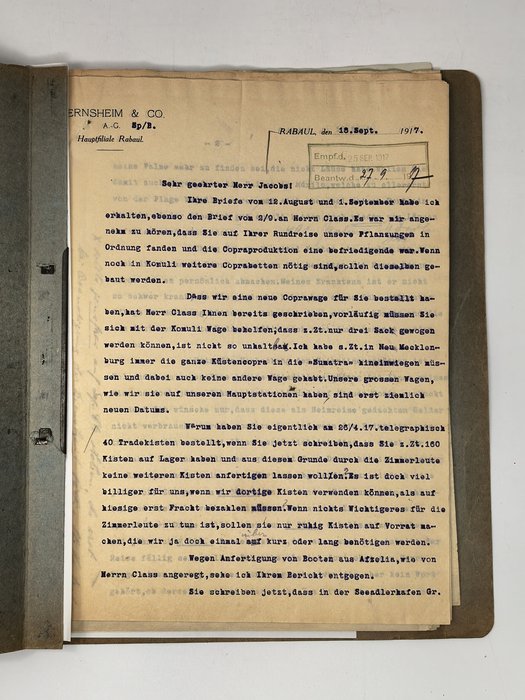 ERNSHEIM & CO.
A.-G. Sp/B.
Hauptfiliale Rabaul.
RABAUL, den 18.Sept. 1917.
Empf.d. 25 SEP. 1917
Beantw.d. 27.9. 1917
- 2 -
Sehr geehrter Herr Jacobs!
Ihre Briefe vom 12.August und 1.September habe ich
erhalten,ebenso den Brief vom 2/9.an Herrn Class.Es war mir ange-
nehm zu hören,dass Sie auf Ihrer Rundreise unsere Pflanzungen in
Ordnung fanden und die Copraproduktion eine befriedigende war.Wenn
noch in Komuli weitere Coprabetten nötig sind,sollen dieselben ge-
baut werden.
Dass wir eine neue Coprawage für Sie bestellt ha-
ben,hat Herr Class Ihnen bereits geschrieben,vorläufig müssen Sie
sich mit der Komuli Wage behelfen;dass z.Zt.nur drei Sack gewogen
werden können,ist nicht so unhaltbag.Ich habe s.Zt.in Neu Mecklen-
burg immer die ganze Küstencopra in die "Sumatra" hineinwiegen müs-
sen und dabei auch keine andere Wage gehabt.Unsere grossen Wagen,
wie wir sie auf unseren Hauptstationen haben, sind erst ziemlich
neuen Datums.
Warum haben Sie eigentlich am 26/4.17.telegraphisch
40 Tradekisten bestellt,wenn Sie jetzt schreiben,dass Sie z.Zt.160
Kisten auf Lager haben und aus diesem Grunde durch die Zimmerleute
keine weiteren Kisten anfertigen lassen wollen?Es ist doch viel
billiger für uns,wenn wir dortige Kisten verwenden können,als auf
hiesige erst Fracht bezahlen müssen.Wenn nichts Wichtigeres für die
Zimmerleute zu tun ist,sollen sie nur ruhig Kisten auf Vorrat ma-
chen,die wir ja doch einmal auf kurz oder lang benötigen werden.
über
Wegen Anfertigung von Booten aus Afzelia,wie von
Herrn Class angeregt,sehe ich Ihrem Bericht entgegen.
Sie schreiben jetzt,dass in der Seeadlerhafen Gr.